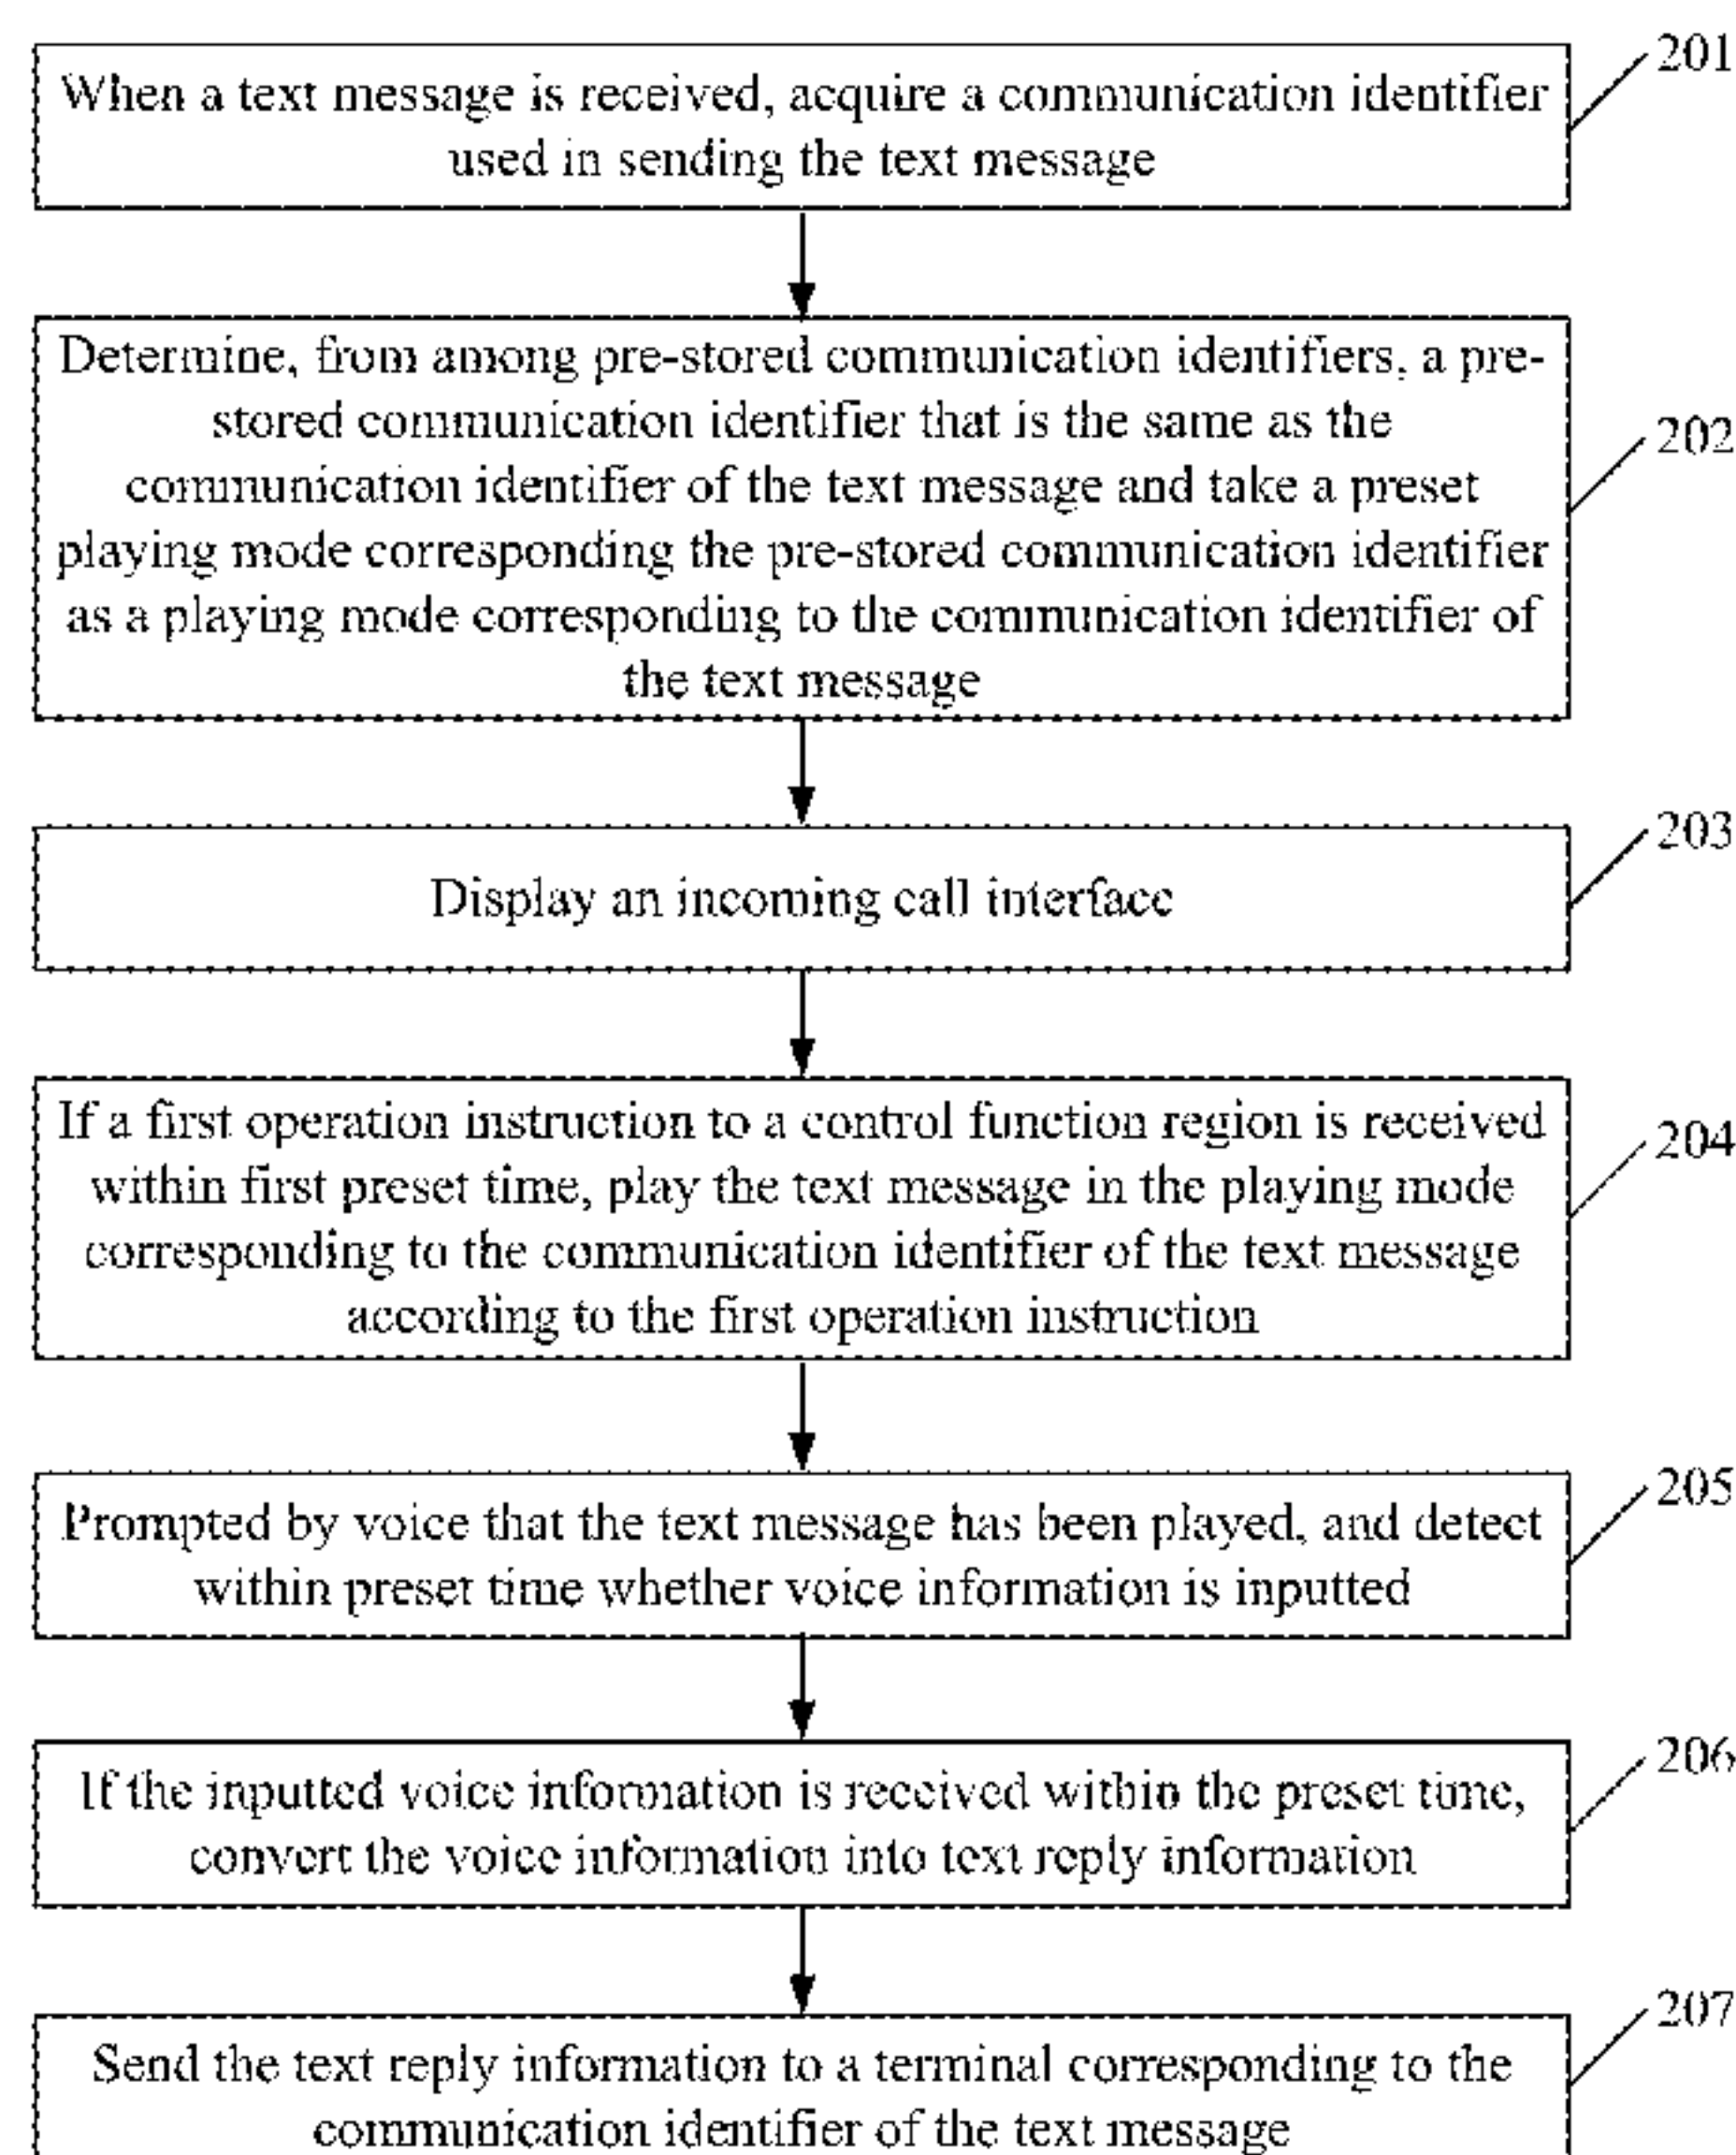 201
When a text message is received, acquire a communication identifier
used in sending the text message
Determine, from among pre-stored communication identifiers, a pre-
stored communication identifier that is the same as the
202
communication identifier of the text message and take a preset
playing mode corresponding the pre-stored communication identifier
as a playing mode corresponding to the communication identifier of
the text message
203
Display an incoming call interface
If a first operation instruction to a control function region is received
204
within first preset time, play the text message in the playing mode
corresponding to the communication identifier of the text message
according to the first operation instruction
205
Prompted by voice that the text message has been played, and detect
within preset time whether voice information is inputted
206
If the inputted voice information is received within the preset time,
convert the voice information into text reply information
207
Send the text reply information to a terminal corresponding to the
communication identifier of the text message